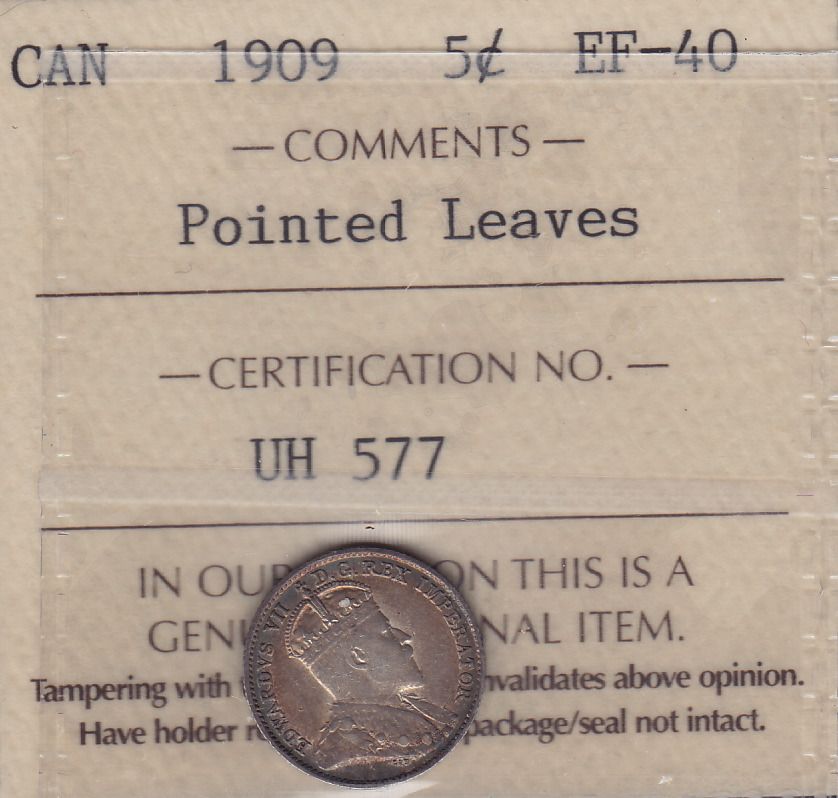 CAN 1909 5¢ EF-40
— COMMENTS —
Pointed Leaves
— CERTIFICATION NO. —
UH 577
IN OUR ON THIS IS A
NAL ITEM.
Tampering with invalidates above opinion.
Have holder package/seal not intact.
EDWARDVS VII D.G. REX IMPERATOR